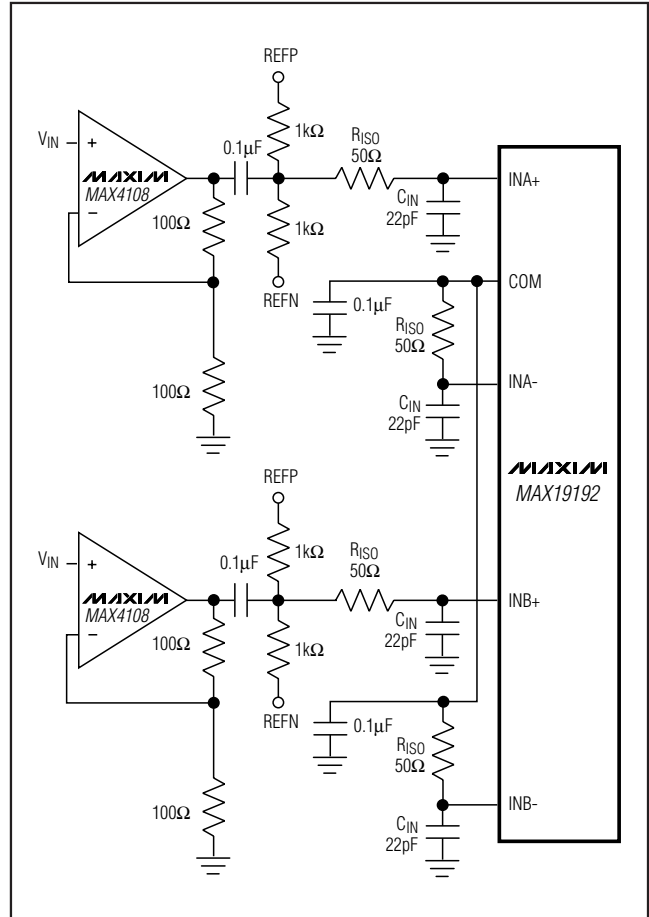 REFP
VIN
+
MAXIM
MAX4108
−
0.1µF
1kΩ
RISO
50Ω
INA+
CIN
22pF
100Ω
1kΩ
REFN
COM
0.1µF
RISO
50Ω
INA-
100Ω
CIN
22pF
MAXIM
MAX19192
REFP
VIN
+
MAXIM
MAX4108
−
0.1µF
1kΩ
RISO
50Ω
INB+
CIN
22pF
100Ω
1kΩ
REFN
0.1µF
RISO
50Ω
INB-
100Ω
CIN
22pF